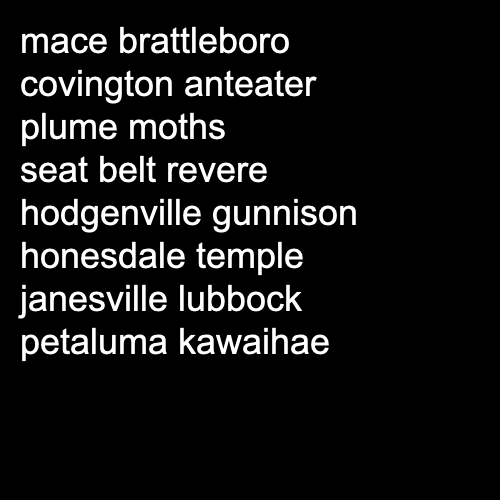 mace brattleboro
covington anteater
plume moths
seat belt revere
hodgenville gunnison
honesdale temple
janesville lubbock
petaluma kawaihae